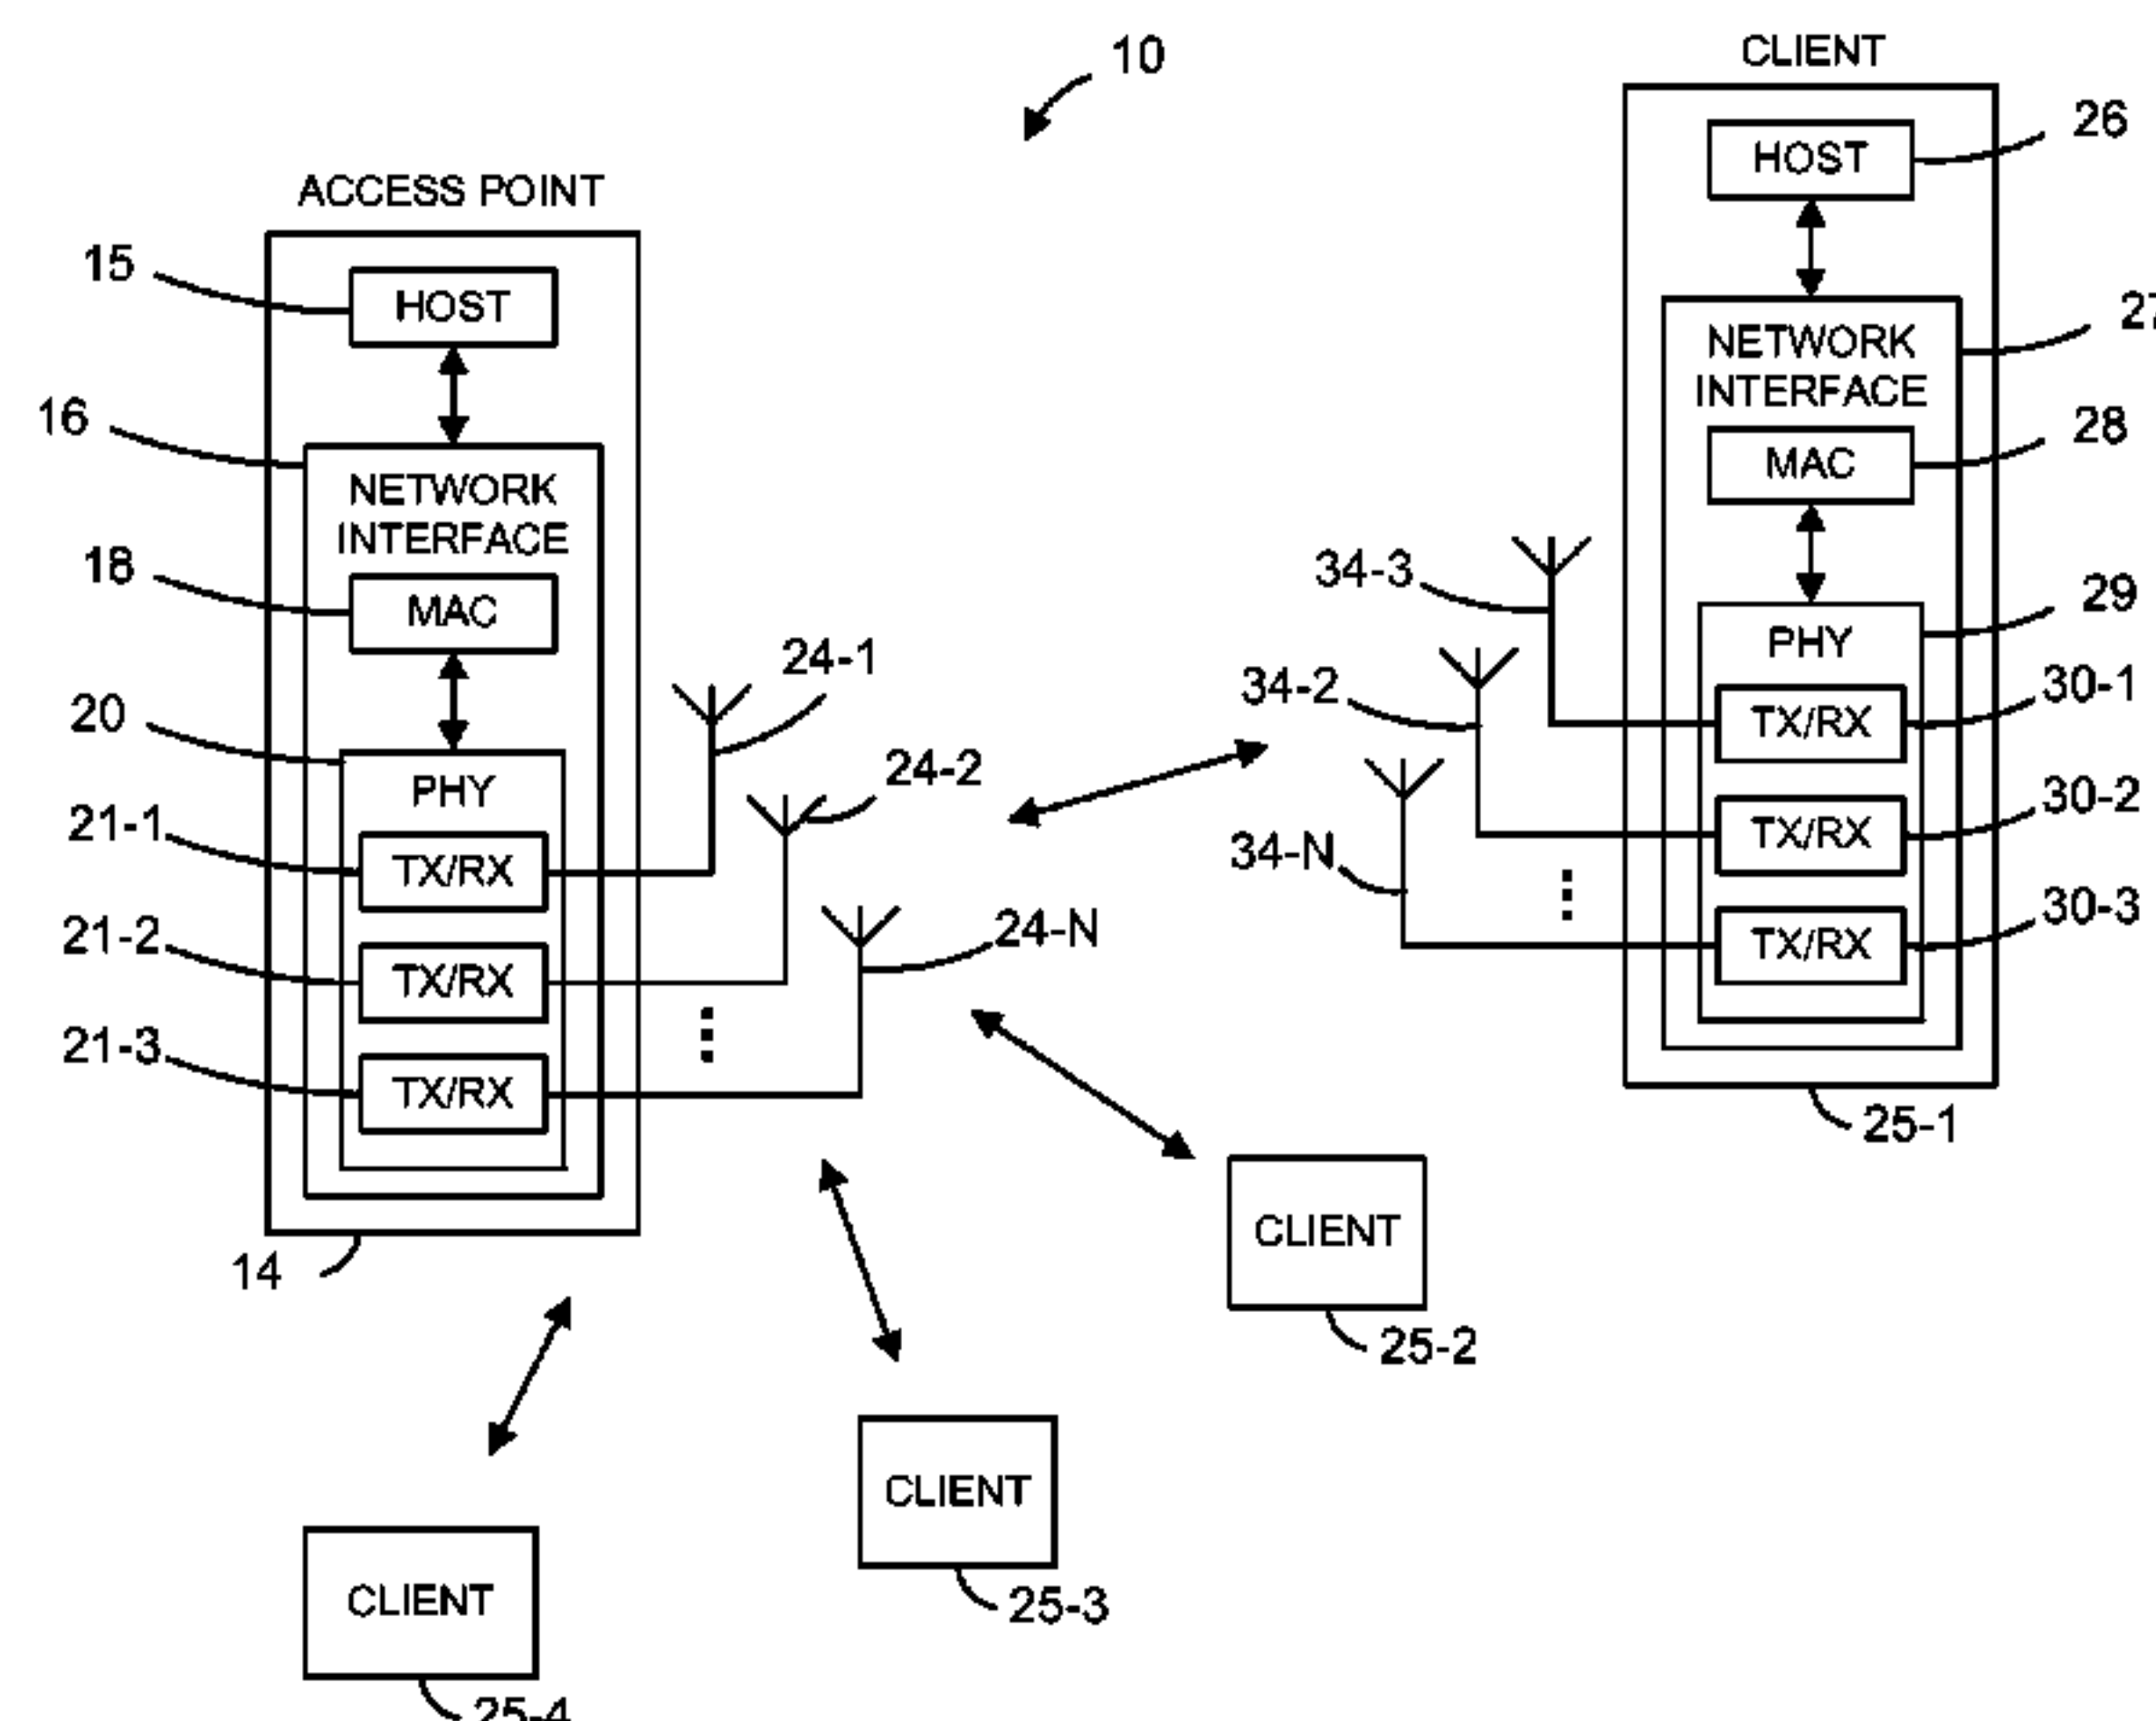 10
ACCESS POINT
15
HOST
16
NETWORK
INTERFACE
18
MAC
20
PHY
21-1
TX/RX
21-2
TX/RX
21-3
TX/RX
14
24-1
24-2
24-N
CLIENT
HOST
26
NETWORK
INTERFACE
27
MAC
28
PHY
29
TX/RX
30-1
TX/RX
30-2
TX/RX
30-3
34-3
34-2
34-N
25-1
CLIENT
25-2
CLIENT
25-3
CLIENT
25-4